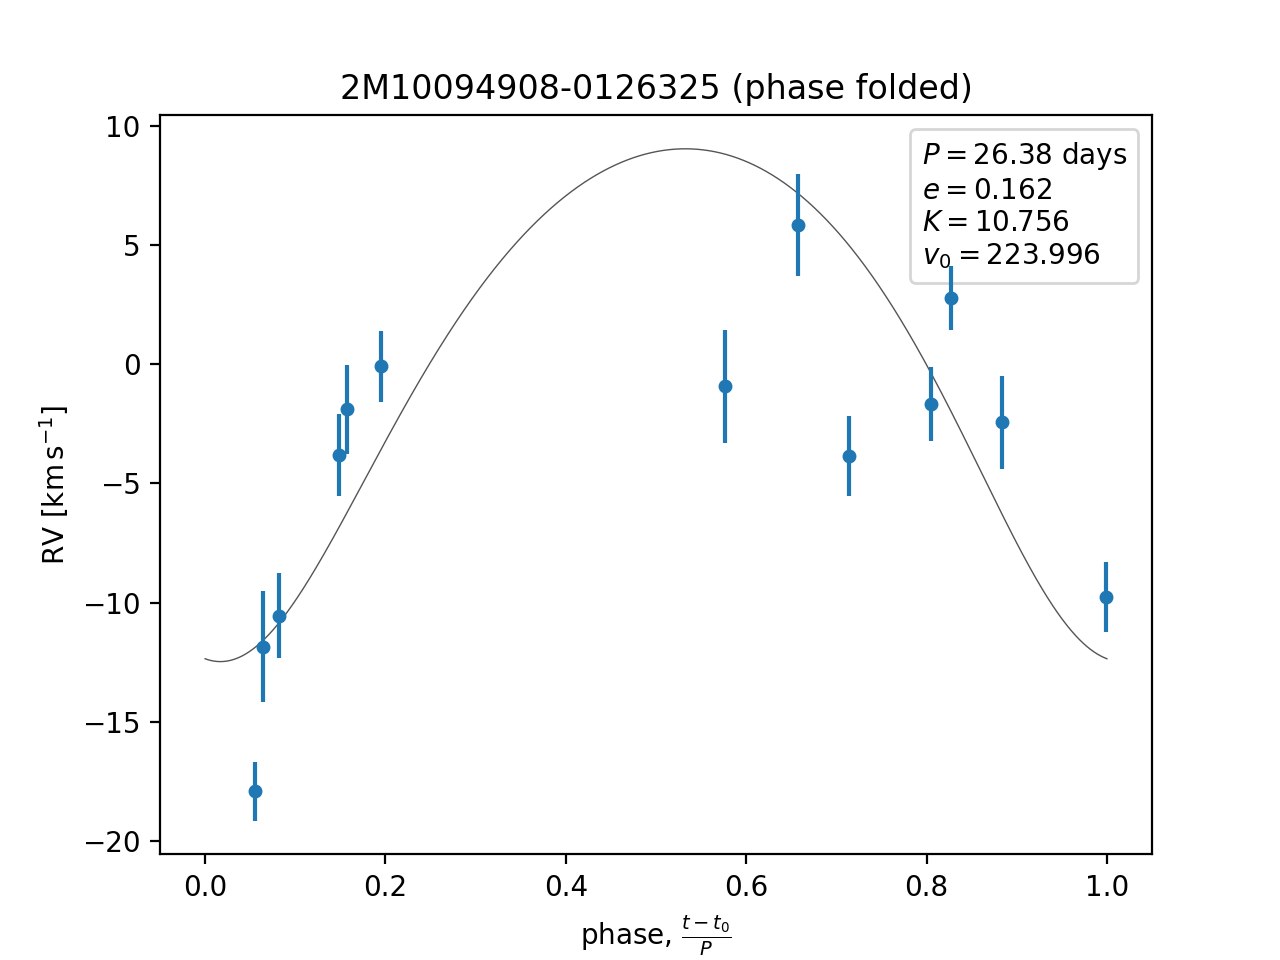 2M10094908-0126325 (phase folded)
P = 26.38 days
e = 0.162
K = 10.756
v₀ = 223.996
10
5
0
−5
−10
−15
−20
RV [km s⁻¹]
0.0 0.2 0.4 0.6 0.8 1.0
phase, (t − t₀)/P